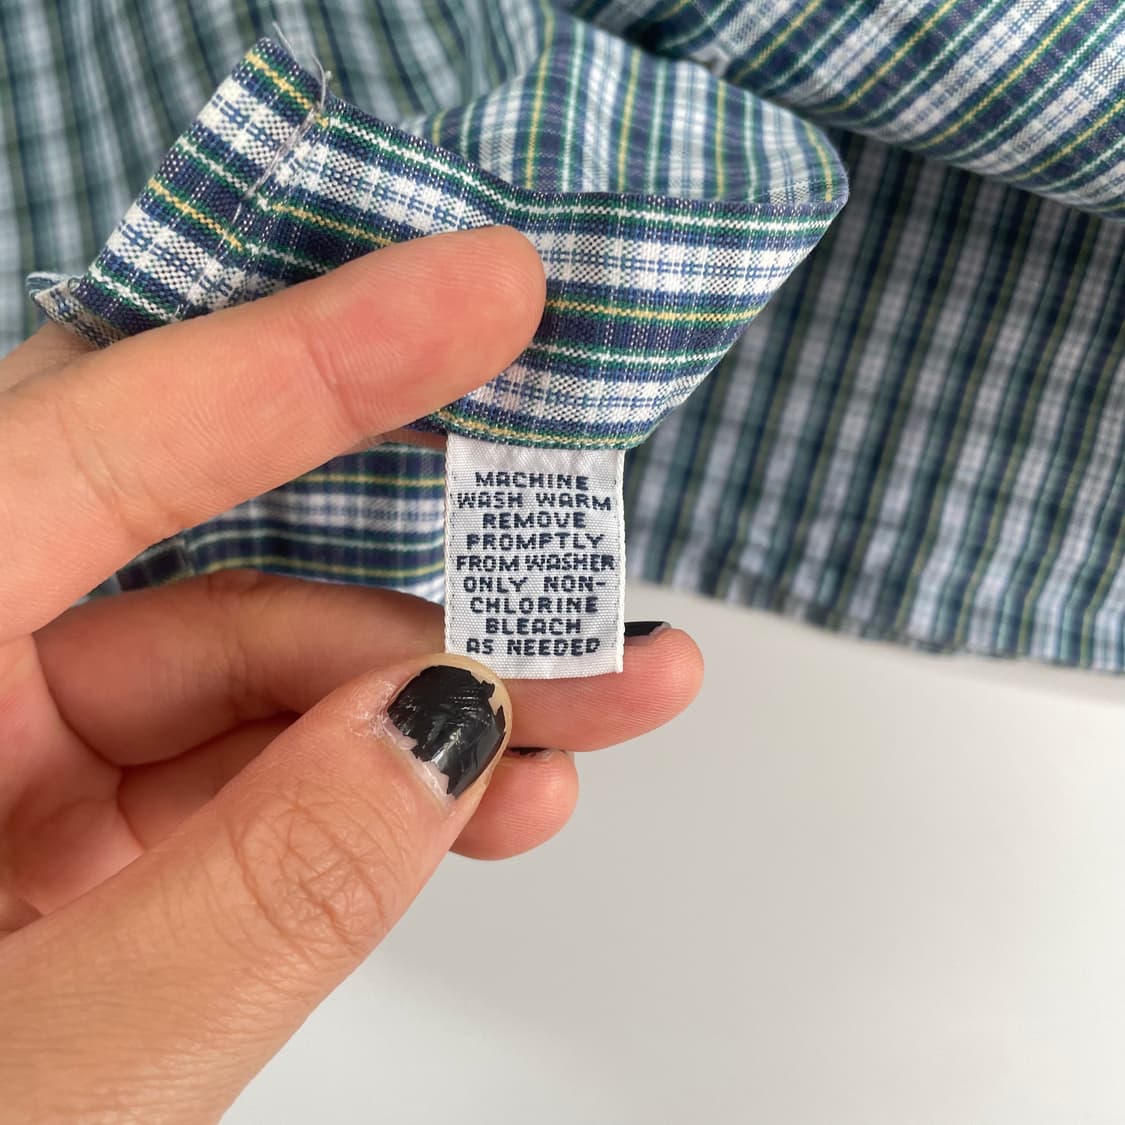 MACHINE
WASH WARM
REMOVE
PROMPTLY
FROM WASHER
ONLY NON-
CHLORINE
BLEACH
AS NEEDED